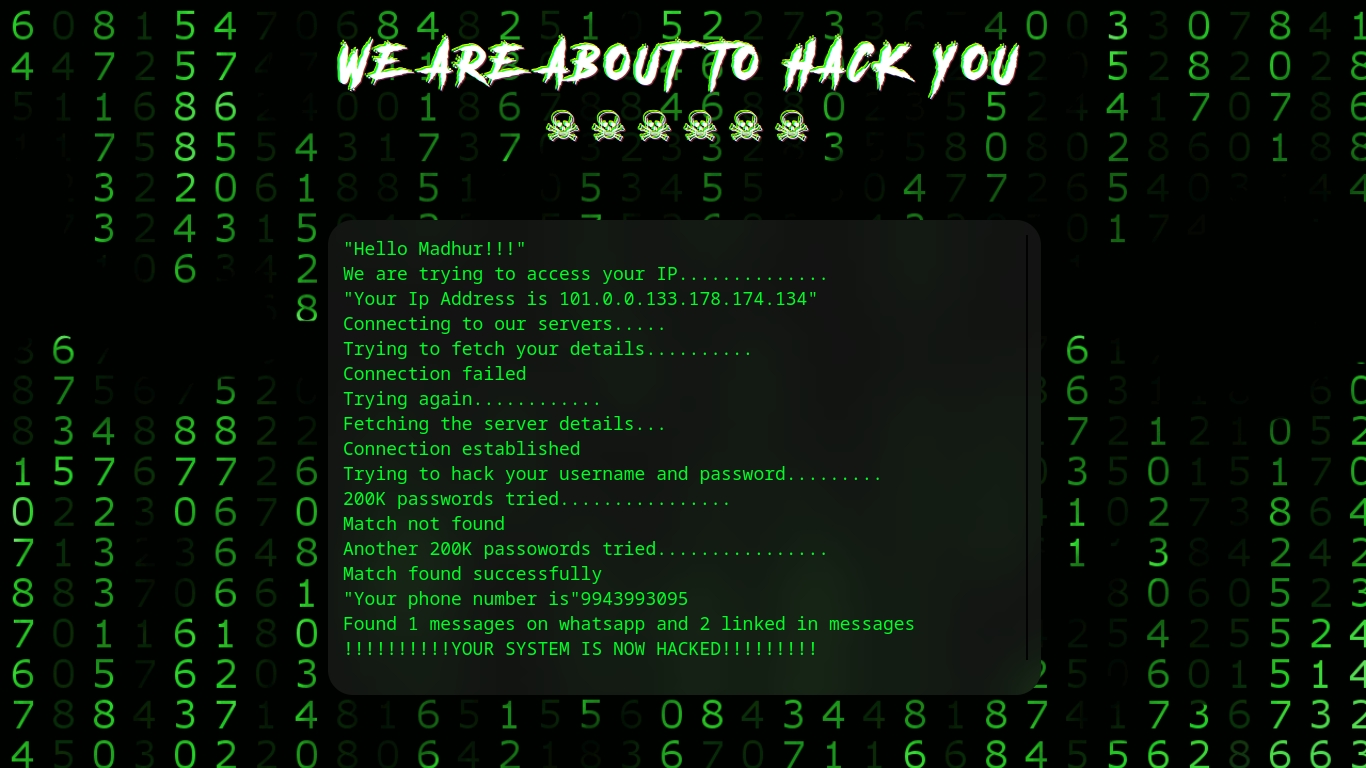 WE ARE ABOUT TO HACK YOU
☠☠☠☠☠☠
"Hello Madhur!!!"
We are trying to access your IP..............
"Your Ip Address is 101.0.0.133.178.174.134"
Connecting to our servers.....
Trying to fetch your details..........
Connection failed
Trying again............
Fetching the server details...
Connection established
Trying to hack your username and password.........
200K passwords tried................
Match not found
Another 200K passowords tried................
Match found successfully
"Your phone number is"9943993095
Found 1 messages on whatsapp and 2 linked in messages
!!!!!!!!!!YOUR SYSTEM IS NOW HACKED!!!!!!!!!